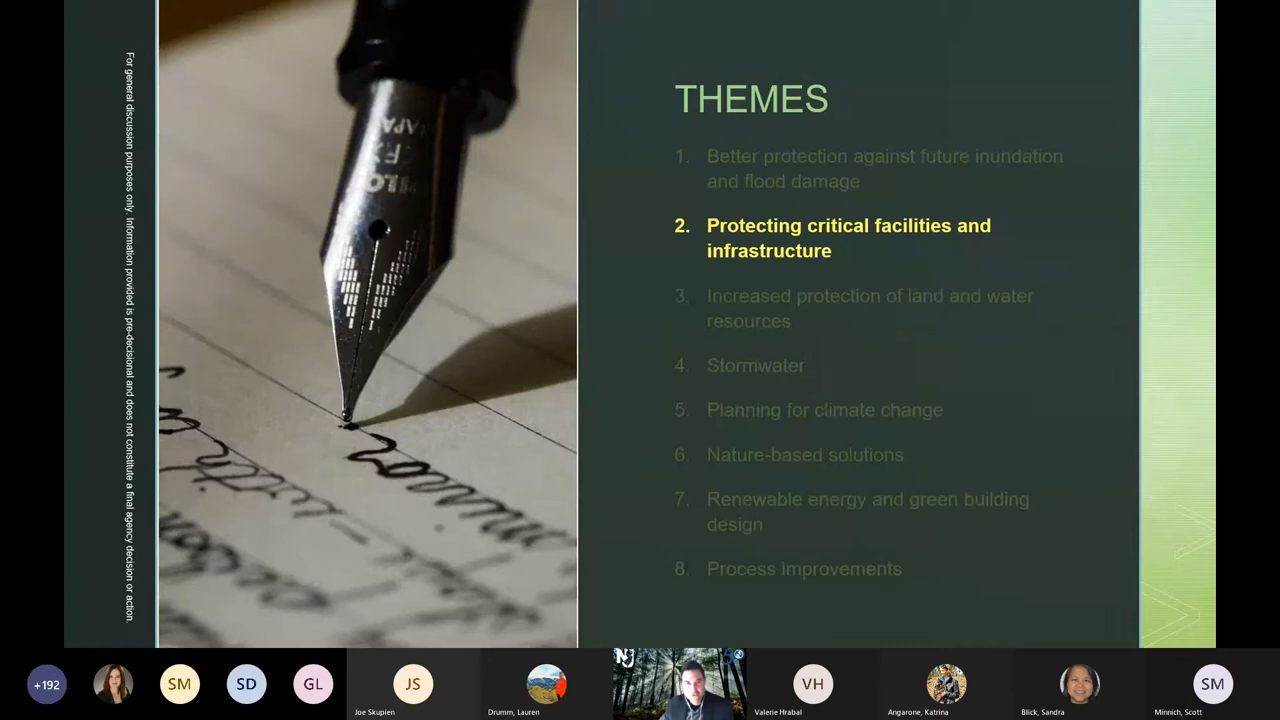 For general discussion purposes only. Information provided is pre-decisional and does not constitute a final agency decision or action.
THEMES
1. Better protection against future inundation
and flood damage
2. Protecting critical facilities and
infrastructure
3. Increased protection of land and water
resources
4. Stormwater
5. Planning for climate change
6. Nature-based solutions
7. Renewable energy and green building
design
8. Process improvements
+192
SM
SD
GL
JS
NJ
VH
SM
Joe Skupien
Drumm, Lauren
Valerie Hrabal
Angarone, Katrina
Blick, Sandra
Minnich, Scott